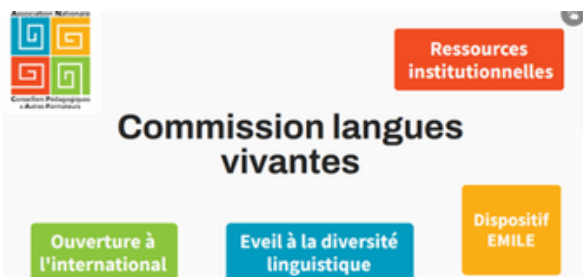 Association Nationale
Conseillers Pédagogiques
& Autres Formateurs
Ressources
institutionnelles
Commission langues
vivantes
Dispositif
EMILE
Ouverture à
l'international
Eveil à la diversité
linguistique